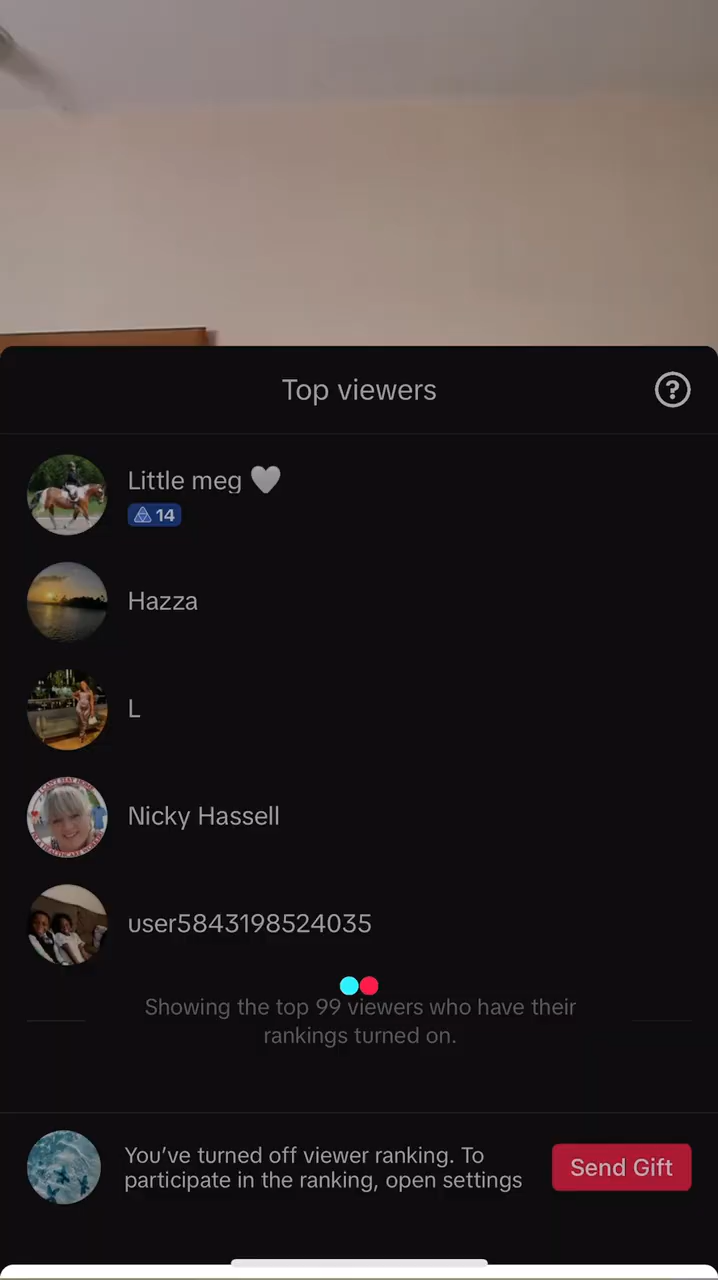 Top viewers
?
Little meg 🤍
14
Hazza
L
Nicky Hassell
user5843198524035
Showing the top 99 viewers who have their
rankings turned on.
You’ve turned off viewer ranking. To
participate in the ranking, open settings
Send Gift